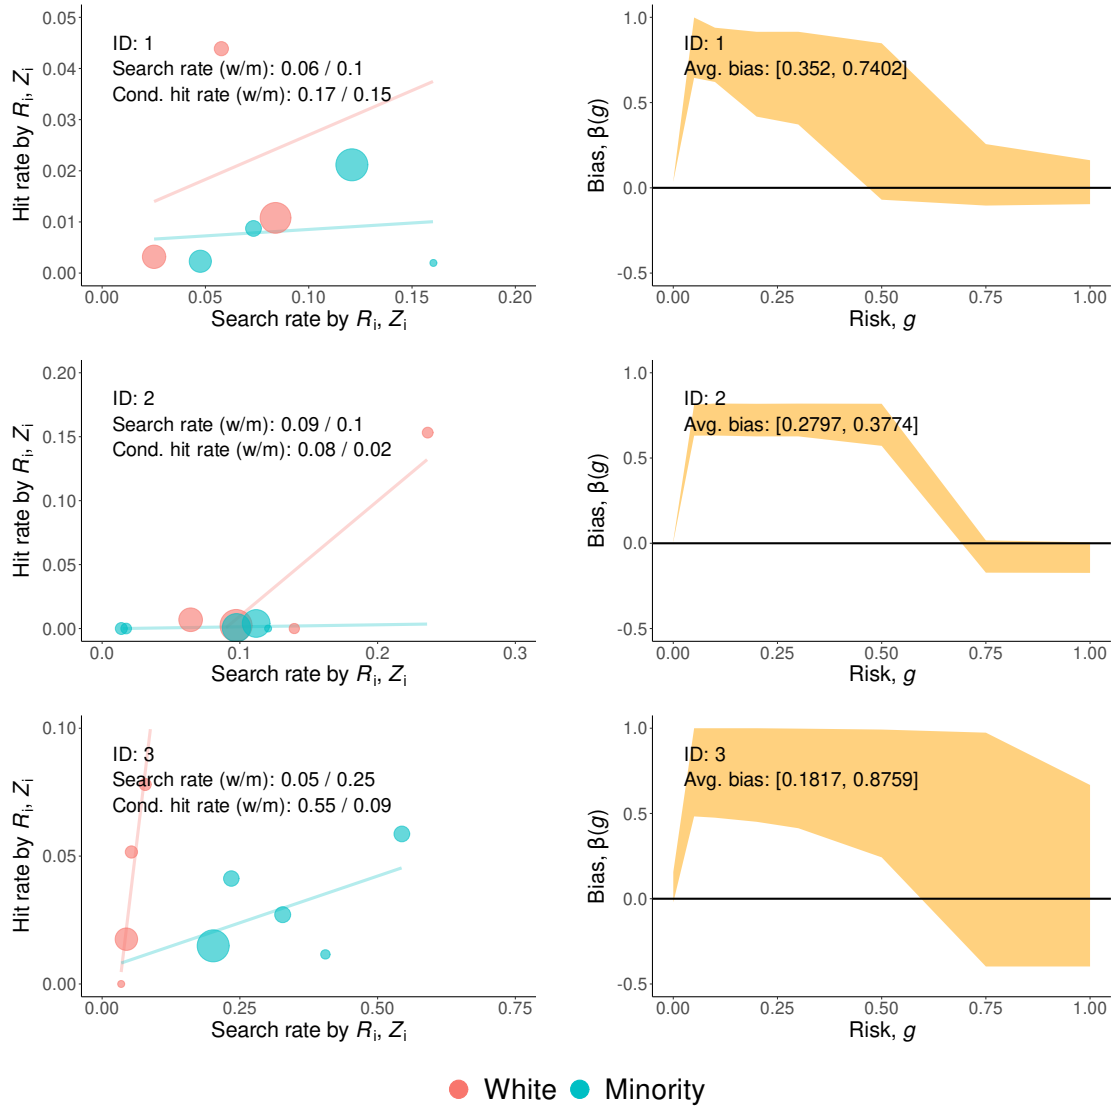 0.05
0.04
0.03
0.02
0.01
0.00
Hit rate by Rᵢ, Zᵢ
ID: 1
Search rate (w/m): 0.06 / 0.1
Cond. hit rate (w/m): 0.17 / 0.15
0.00 0.05 0.10 0.15 0.20
Search rate by Rᵢ, Zᵢ
1.0
0.5
0.0
-0.5
Bias, β(g)
ID: 1
Avg. bias: [0.352, 0.7402]
0.00 0.25 0.50 0.75 1.00
Risk, g
0.20
0.15
0.10
0.05
0.00
Hit rate by Rᵢ, Zᵢ
ID: 2
Search rate (w/m): 0.09 / 0.1
Cond. hit rate (w/m): 0.08 / 0.02
0.0 0.1 0.2 0.3
Search rate by Rᵢ, Zᵢ
1.0
0.5
0.0
-0.5
Bias, β(g)
ID: 2
Avg. bias: [0.2797, 0.3774]
0.00 0.25 0.50 0.75 1.00
Risk, g
0.10
0.05
0.00
Hit rate by Rᵢ, Zᵢ
ID: 3
Search rate (w/m): 0.05 / 0.25
Cond. hit rate (w/m): 0.55 / 0.09
0.00 0.25 0.50 0.75
Search rate by Rᵢ, Zᵢ
1.0
0.5
0.0
-0.5
Bias, β(g)
ID: 3
Avg. bias: [0.1817, 0.8759]
0.00 0.25 0.50 0.75 1.00
Risk, g
White Minority